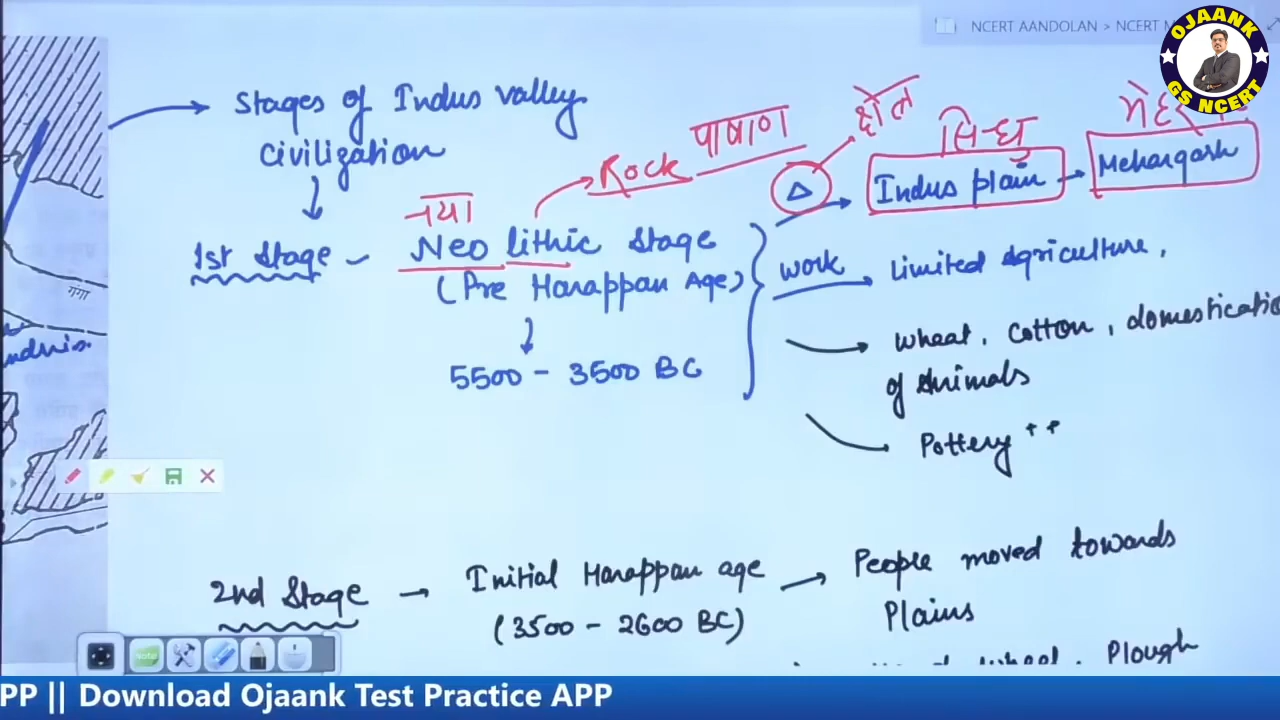 NCERT AANDOLAN > NCERT M
OJAANK
GS NCERT
Stages of Indus valley
civilization
Rock पाषाण
क्षेत्र
सिन्ध
Indus plain
Mehargarh
नया
1st Stage - Neo lithic Stage
(Pre Harappan Age)
5500 - 3500 BC
work
Limited agriculture,
wheat, cotton, domestication
of Animals
Pottery
गंगा
2nd Stage - Initial Harappan age
(3500 - 2600 BC)
People moved towards
Plains
wheel, Plough
PP || Download Ojaank Test Practice APP